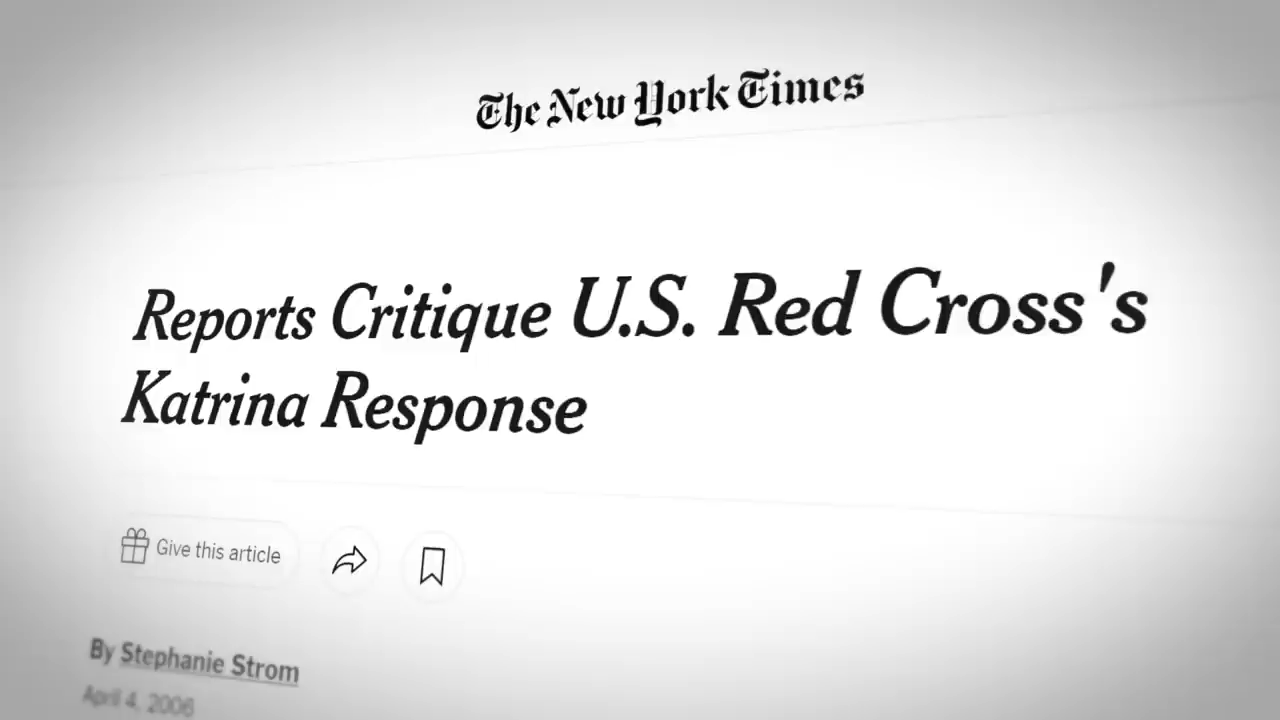 The New York Times
Reports Critique U.S. Red Cross's
Katrina Response
Give this article
By Stephanie Strom
April 4, 2006